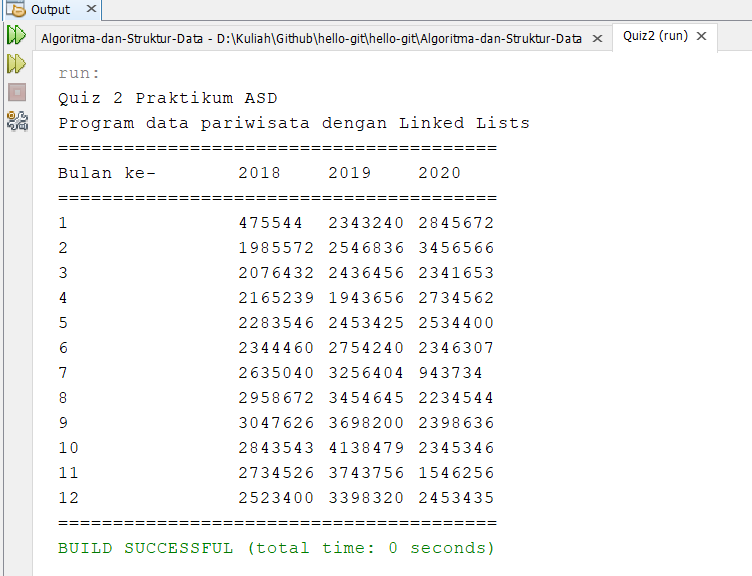 Output
Algoritma-dan-Struktur-Data - D:\Kuliah\Github\hello-git\hello-git\Algoritma-dan-Struktur-Data
Quiz2 (run)
run:
Quiz 2 Praktikum ASD
Program data pariwisata dengan Linked Lists
========================================
Bulan ke- 2018 2019 2020
========================================
1 475544 2343240 2845672
2 1985572 2546836 3456566
3 2076432 2436456 2341653
4 2165239 1943656 2734562
5 2283546 2453425 2534400
6 2344460 2754240 2346307
7 2635040 3256404 943734
8 2958672 3454645 2234544
9 3047626 3698200 2398636
10 2843543 4138479 2345346
11 2734526 3743756 1546256
12 2523400 3398320 2453435
========================================
BUILD SUCCESSFUL (total time: 0 seconds)